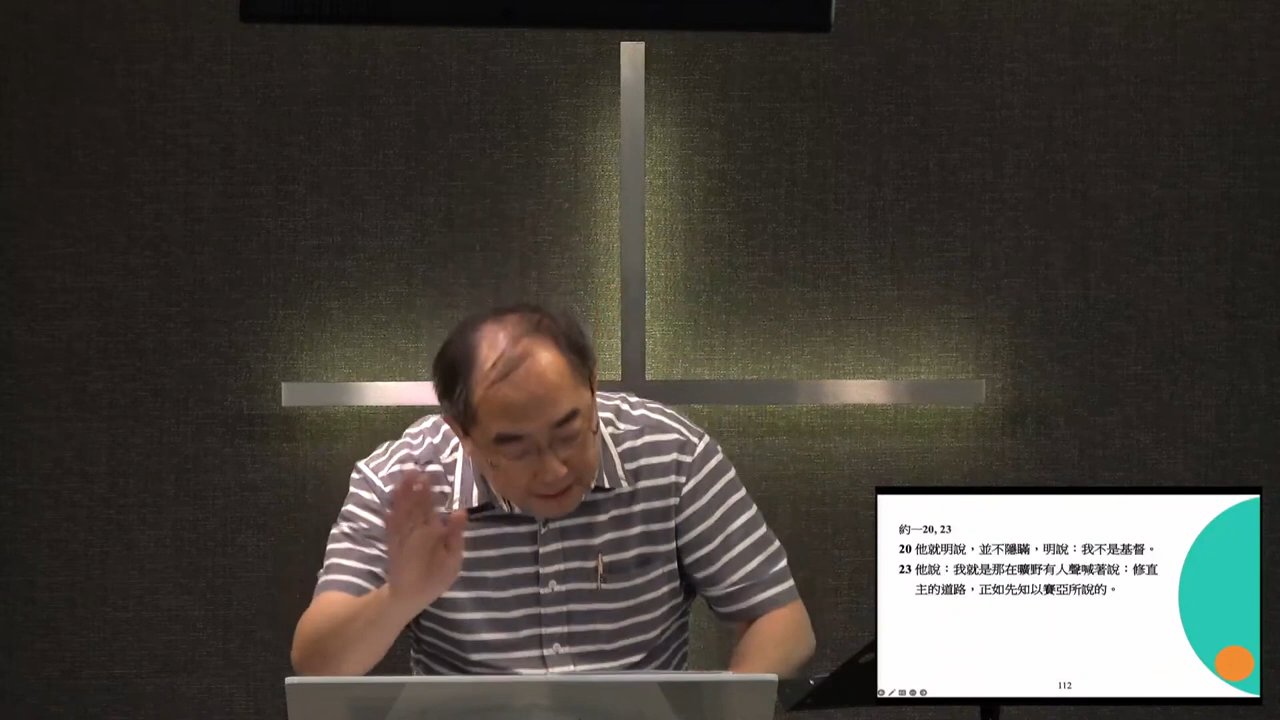 約一20, 23
20 他就明說，並不隱瞞，明說：我不是基督。
23 他說：我就是那在曠野有人聲喊著說：修直
主的道路，正如先知以賽亞所說的。
112